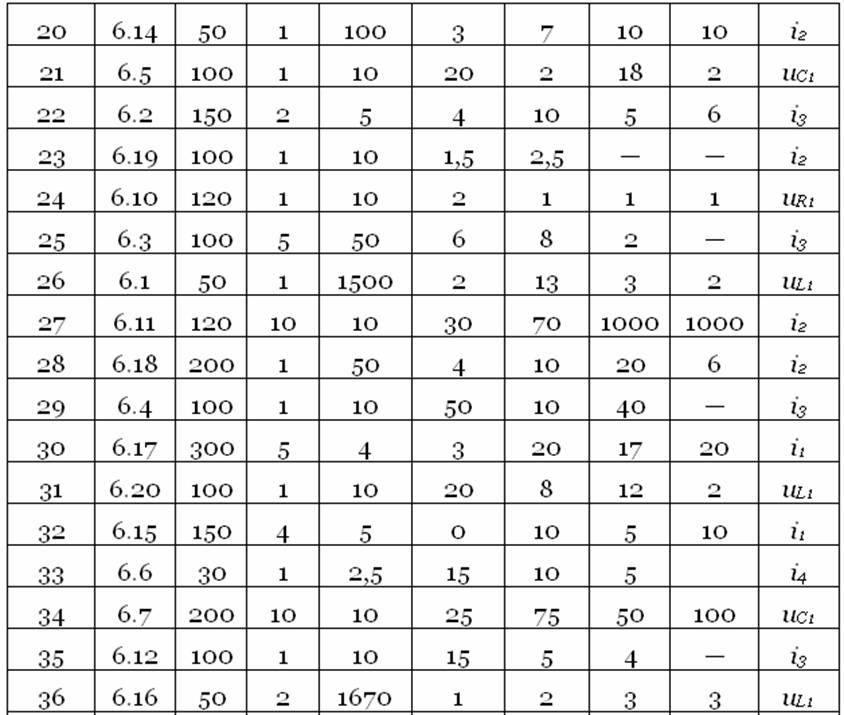 20 6.14 50 1 100 3 7 10 10 i₂
21 6.5 100 1 10 20 2 18 2 u_C1
22 6.2 150 2 5 4 10 5 6 i₃
23 6.19 100 1 10 1,5 2,5 — — i₂
24 6.10 120 1 10 2 1 1 1 u_R1
25 6.3 100 5 50 6 8 2 — i₃
26 6.1 50 1 1500 2 13 3 2 u_L1
27 6.11 120 10 10 30 70 1000 1000 i₂
28 6.18 200 1 50 4 10 20 6 i₂
29 6.4 100 1 10 50 10 40 — i₃
30 6.17 300 5 4 3 20 17 20 i₁
31 6.20 100 1 10 20 8 12 2 u_L1
32 6.15 150 4 5 0 10 5 10 i₁
33 6.6 30 1 2,5 15 10 5 i₄
34 6.7 200 10 10 25 75 50 100 u_C1
35 6.12 100 1 10 15 5 4 — i₃
36 6.16 50 2 1670 1 2 3 3 u_L1